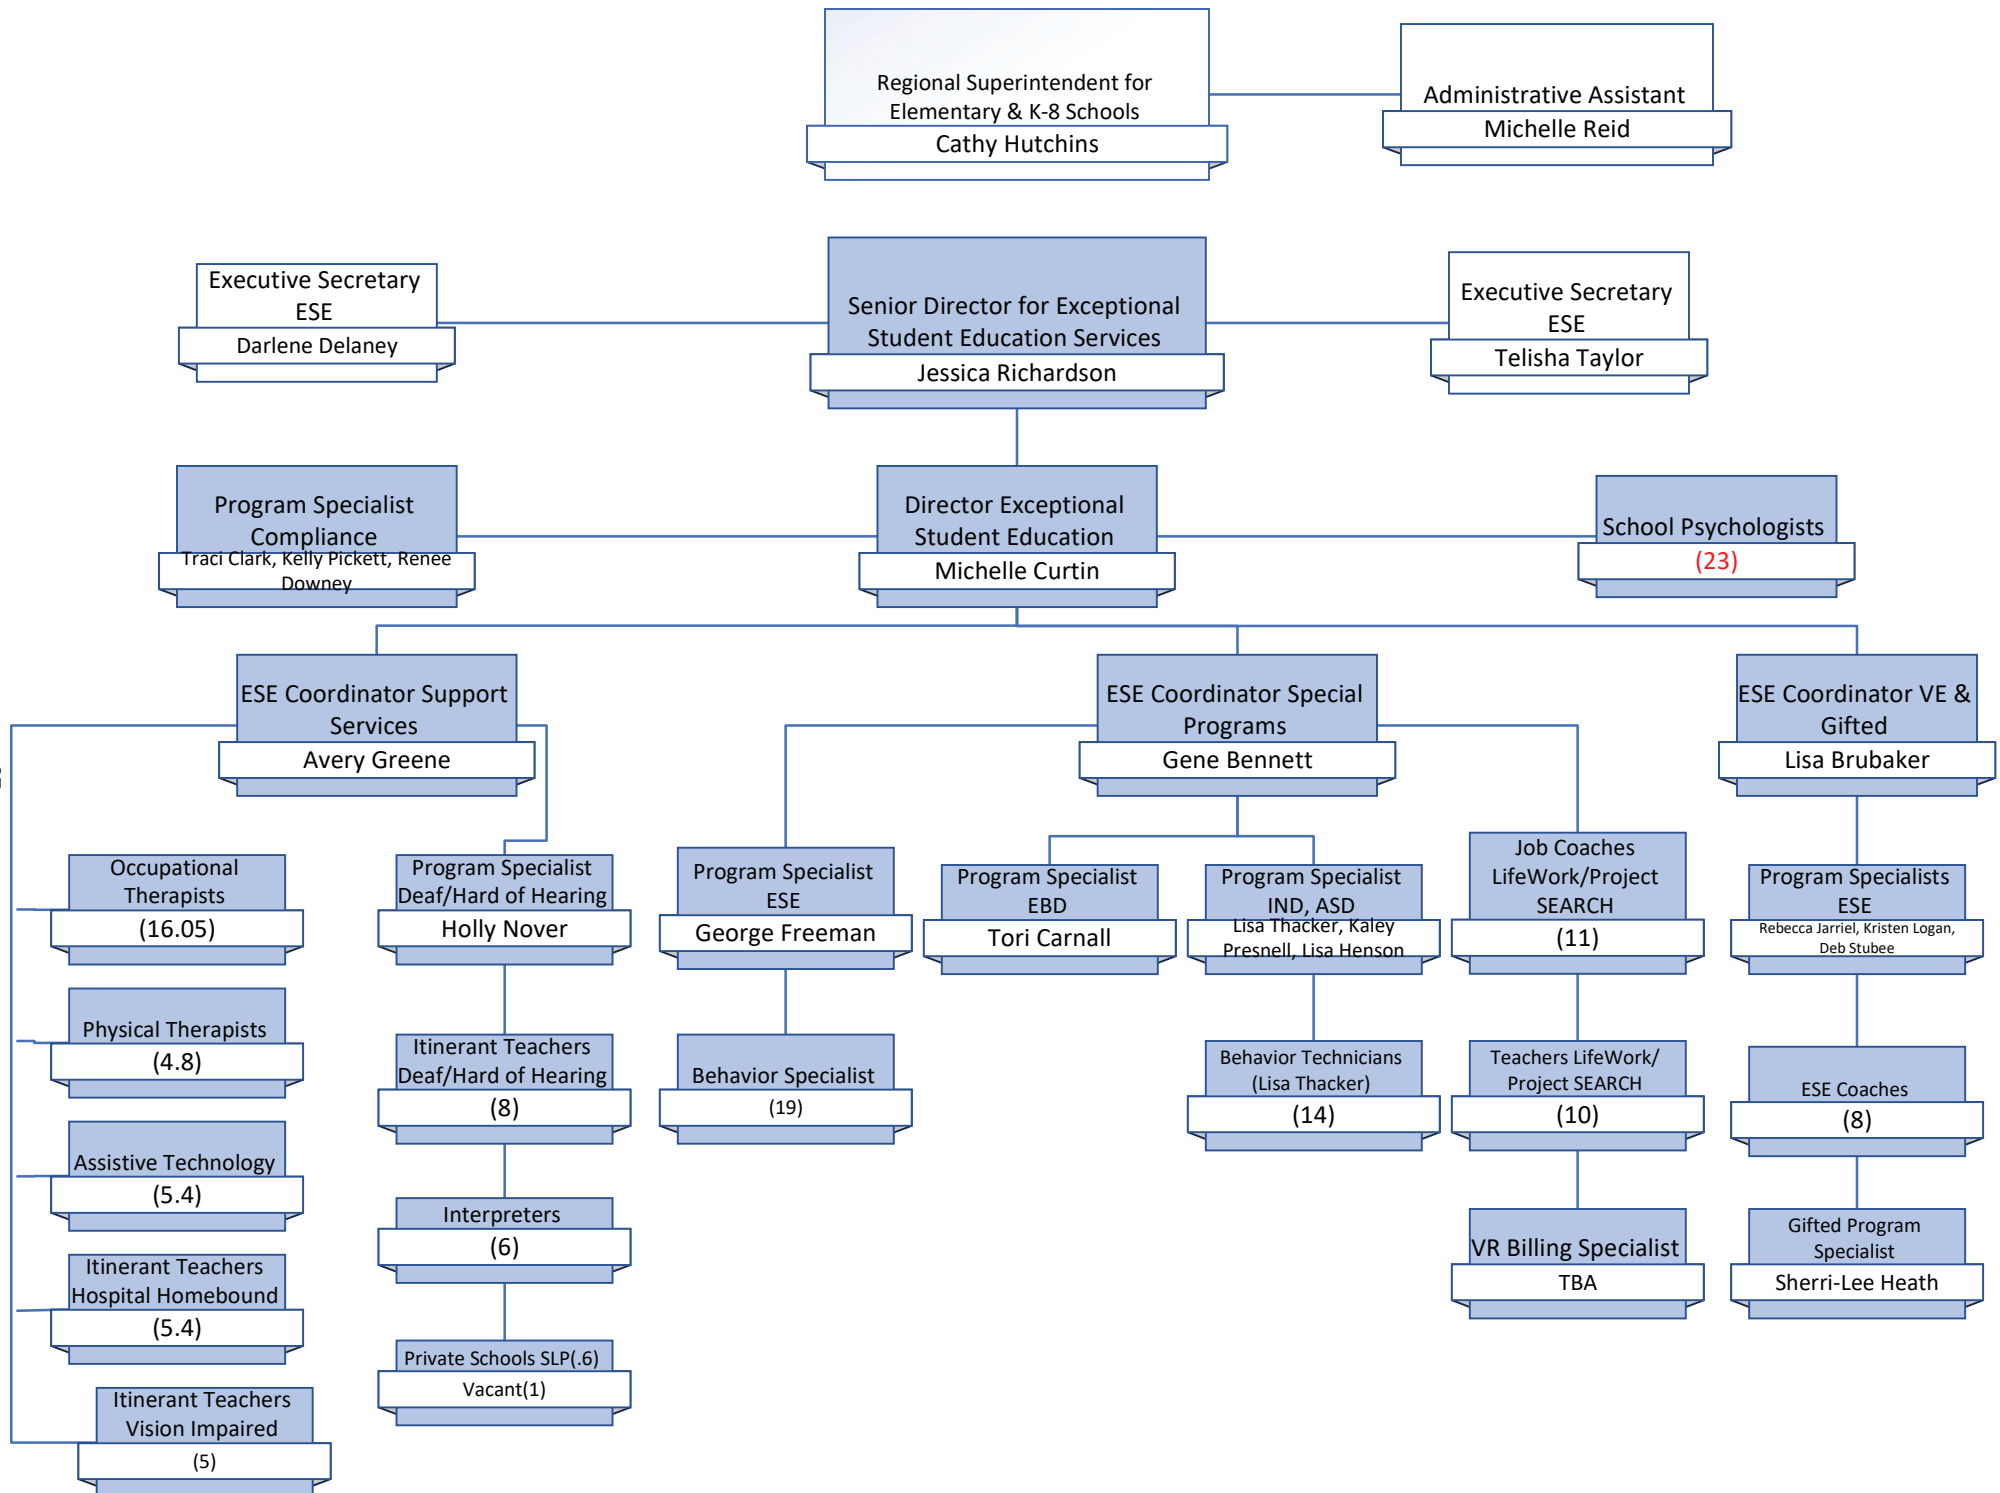 Regional Superintendent for
Elementary & K-8 Schools
Cathy Hutchins
Administrative Assistant
Michelle Reid
Executive Secretary
ESE
Darlene Delaney
Senior Director for Exceptional
Student Education Services
Jessica Richardson
Executive Secretary
ESE
Telisha Taylor
Program Specialist
Compliance
Traci Clark, Kelly Pickett, Renee
Downey
Director Exceptional
Student Education
Michelle Curtin
School Psychologists
(23)
ESE Coordinator Support
Services
Avery Greene
ESE Coordinator Special
Programs
Gene Bennett
ESE Coordinator VE &
Gifted
Lisa Brubaker
Occupational
Therapists
(16.05)
Physical Therapists
(4.8)
Assistive Technology
(5.4)
Itinerant Teachers
Hospital Homebound
(5.4)
Itinerant Teachers
Vision Impaired
(5)
Program Specialist
Deaf/Hard of Hearing
Holly Nover
Itinerant Teachers
Deaf/Hard of Hearing
(8)
Interpreters
(6)
Private Schools SLP(.6)
Vacant(1)
Program Specialist
ESE
George Freeman
Behavior Specialist
(19)
Program Specialist
EBD
Tori Carnall
Program Specialist
IND, ASD
Lisa Thacker, Kaley
Presnell, Lisa Henson
Behavior Technicians
(Lisa Thacker)
(14)
Job Coaches
LifeWork/Project
SEARCH
(11)
Teachers LifeWork/
Project SEARCH
(10)
VR Billing Specialist
TBA
Program Specialists
ESE
Rebecca Jarriel, Kristen Logan,
Deb Stubee
ESE Coaches
(8)
Gifted Program
Specialist
Sherri-Lee Heath